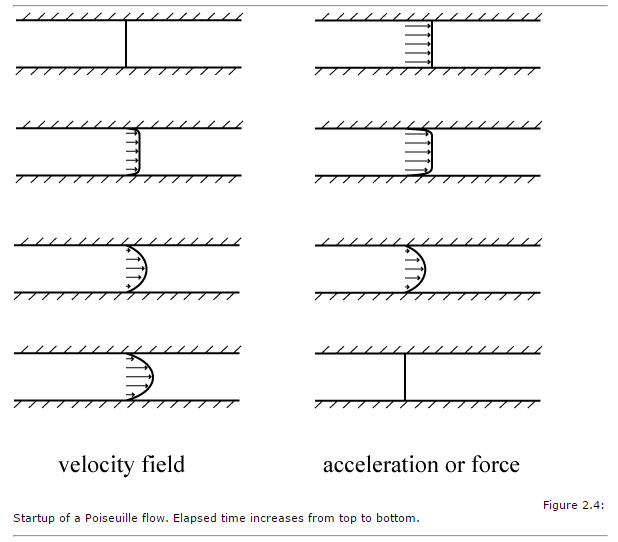 velocity field
acceleration or force
Figure 2.4:
Startup of a Poiseuille flow. Elapsed time increases from top to bottom.